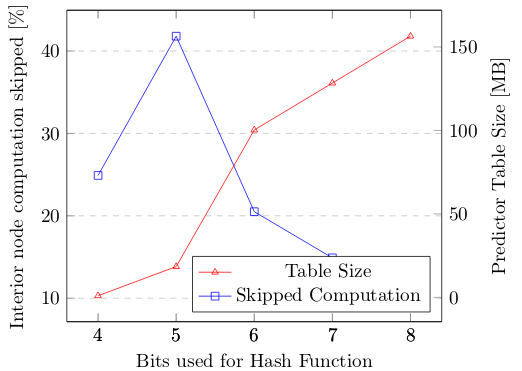 Interior node computation skipped [%]
40
30
20
10
150
100
50
0
Predictor Table Size [MB]
Table Size
Skipped Computation
4 5 6 7 8
Bits used for Hash Function